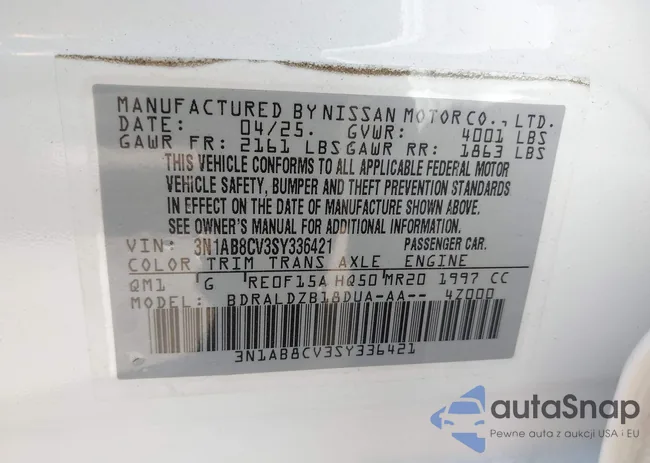 MANUFACTURED BY NISSAN MOTOR CO., LTD.
DATE: 04/25. GVWR: 4001 LBS
GAWR FR: 2161 LBS GAWR RR: 1863 LBS
THIS VEHICLE CONFORMS TO ALL APPLICABLE FEDERAL MOTOR
VEHICLE SAFETY, BUMPER AND THEFT PREVENTION STANDARDS
IN EFFECT ON THE DATE OF MANUFACTURE SHOWN ABOVE.
SEE OWNER'S MANUAL FOR ADDITIONAL INFORMATION.
VIN: 3N1AB8CV3SY336421 PASSENGER CAR.
COLOR TRIM TRANS AXLE ENGINE
QM1 G RE0F15A HQ50 MR20 1997 CC
MODEL: BDRALDZB18DUA-AA-- 4Z000
3N1AB8CV3SY336421
autaSnap
Pewne auta z aukcji USA i EU